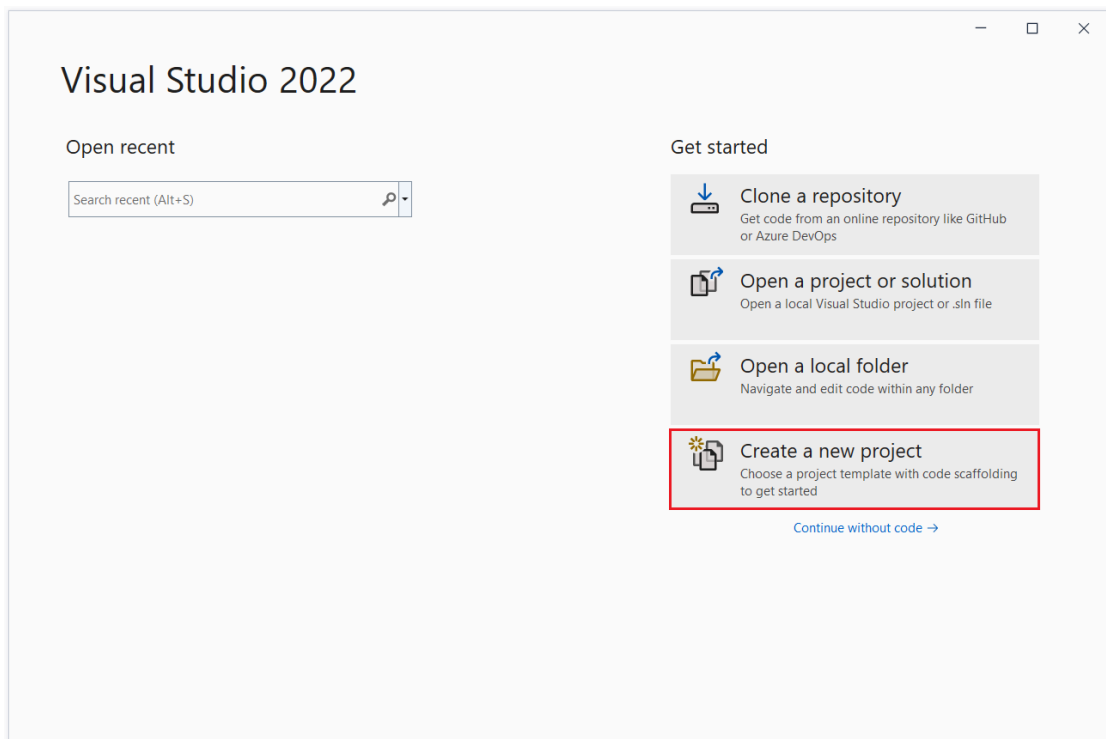 Visual Studio 2022
Open recent
Search recent (Alt+S)
Get started
Clone a repository
Get code from an online repository like GitHub
or Azure DevOps
Open a project or solution
Open a local Visual Studio project or .sln file
Open a local folder
Navigate and edit code within any folder
Create a new project
Choose a project template with code scaffolding
to get started
Continue without code →